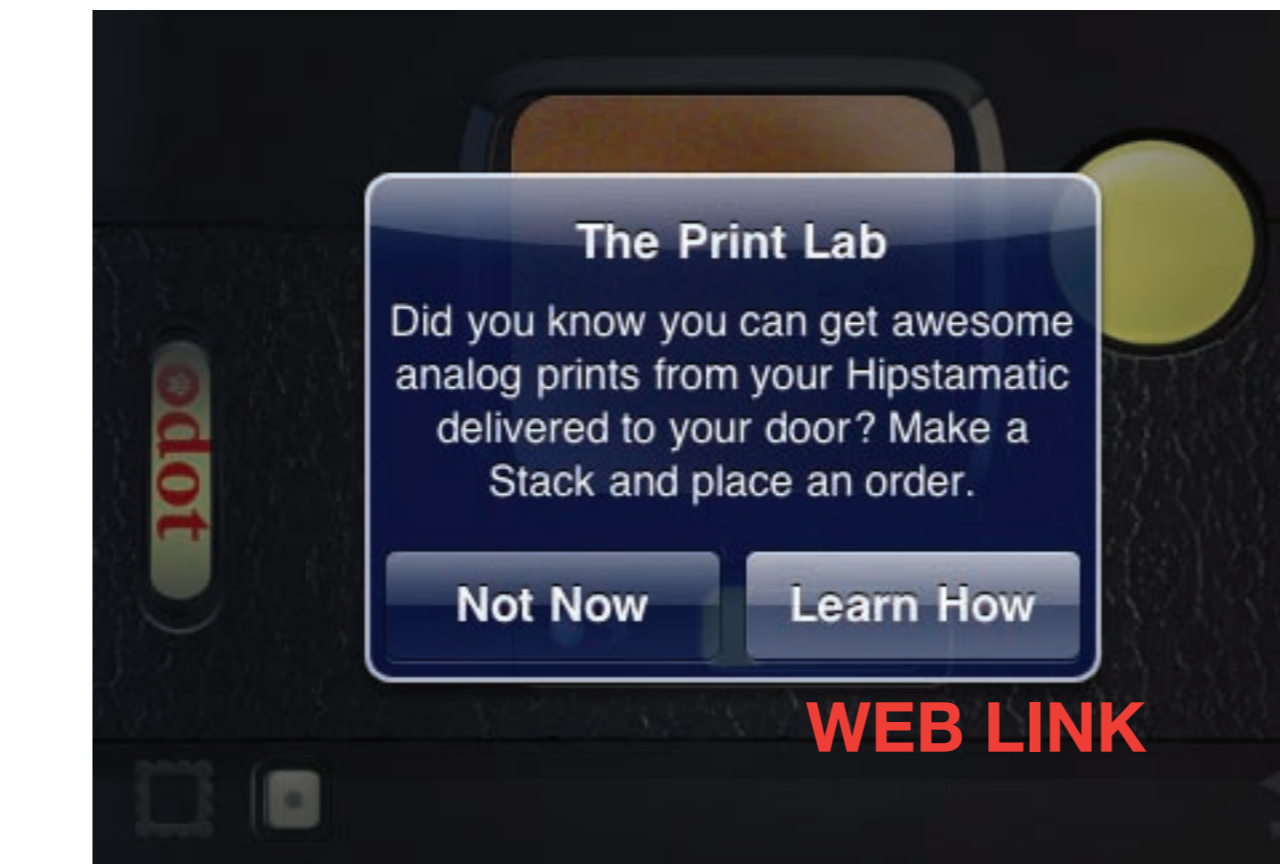 The Print Lab
Did you know you can get awesome
analog prints from your Hipstamatic
delivered to your door? Make a
Stack and place an order.
dot
Not Now
Learn How
WEB LINK